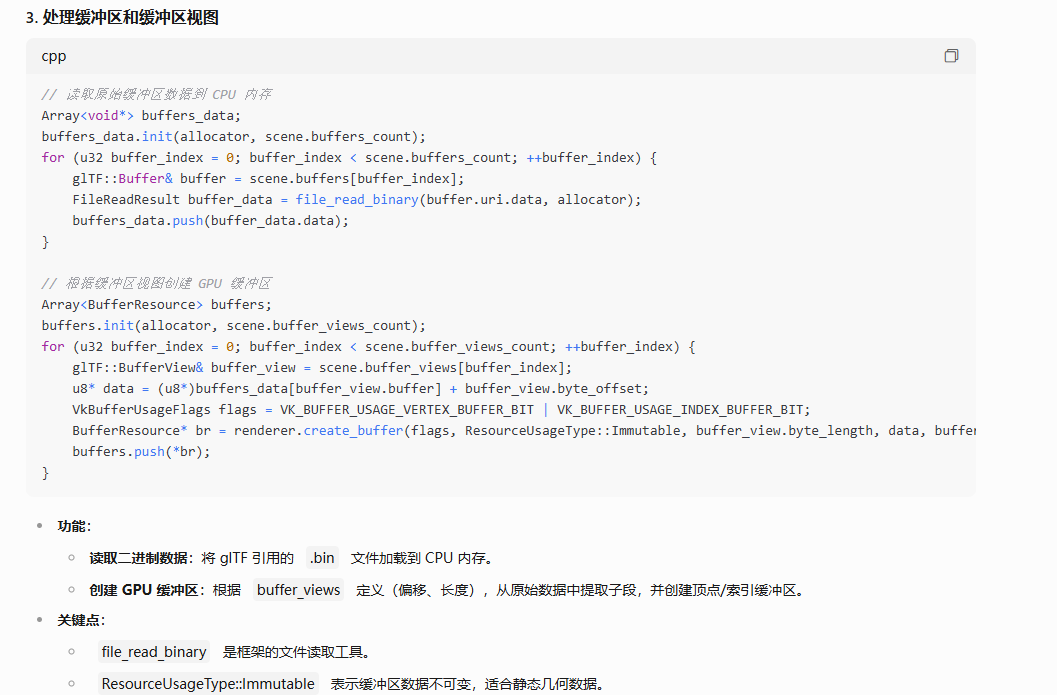 3. 处理缓冲区和缓冲区视图
cpp
// 读取原始缓冲区数据到 CPU 内存
Array<void*> buffers_data;
buffers_data.init(allocator, scene.buffers_count);
for (u32 buffer_index = 0; buffer_index < scene.buffers_count; ++buffer_index) {
    glTF::Buffer& buffer = scene.buffers[buffer_index];
    FileReadResult buffer_data = file_read_binary(buffer.uri.data, allocator);
    buffers_data.push(buffer_data.data);
}
// 根据缓冲区视图创建 GPU 缓冲区
Array<BufferResource> buffers;
buffers.init(allocator, scene.buffer_views_count);
for (u32 buffer_index = 0; buffer_index < scene.buffer_views_count; ++buffer_index) {
    glTF::BufferView& buffer_view = scene.buffer_views[buffer_index];
    u8* data = (u8*)buffers_data[buffer_view.buffer] + buffer_view.byte_offset;
    VkBufferUsageFlags flags = VK_BUFFER_USAGE_VERTEX_BUFFER_BIT | VK_BUFFER_USAGE_INDEX_BUFFER_BIT;
    BufferResource* br = renderer.create_buffer(flags, ResourceUsageType::Immutable, buffer_view.byte_length, data, buffer
    buffers.push(*br);
}
功能：
读取二进制数据：将 glTF 引用的 .bin 文件加载到 CPU 内存。
创建 GPU 缓冲区：根据 buffer_views 定义（偏移、长度），从原始数据中提取子段，并创建顶点/索引缓冲区。
关键点：
file_read_binary 是框架的文件读取工具。
ResourceUsageType::Immutable 表示缓冲区数据不可变，适合静态几何数据。